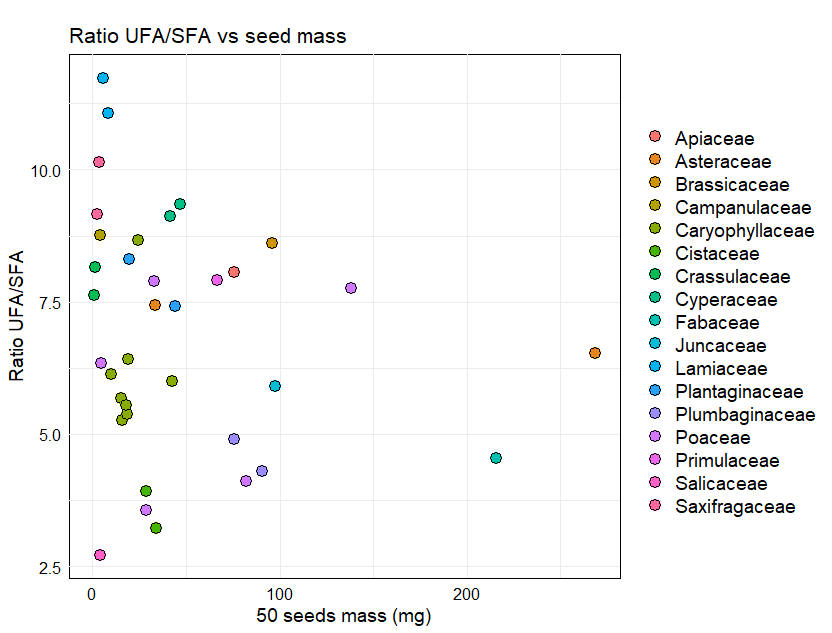 Ratio UFA/SFA vs seed mass
Ratio UFA/SFA
10.0
7.5
5.0
2.5
0
100
200
50 seeds mass (mg)
Apiaceae
Asteraceae
Brassicaceae
Campanulaceae
Caryophyllaceae
Cistaceae
Crassulaceae
Cyperaceae
Fabaceae
Juncaceae
Lamiaceae
Plantaginaceae
Plumbaginaceae
Poaceae
Primulaceae
Salicaceae
Saxifragaceae